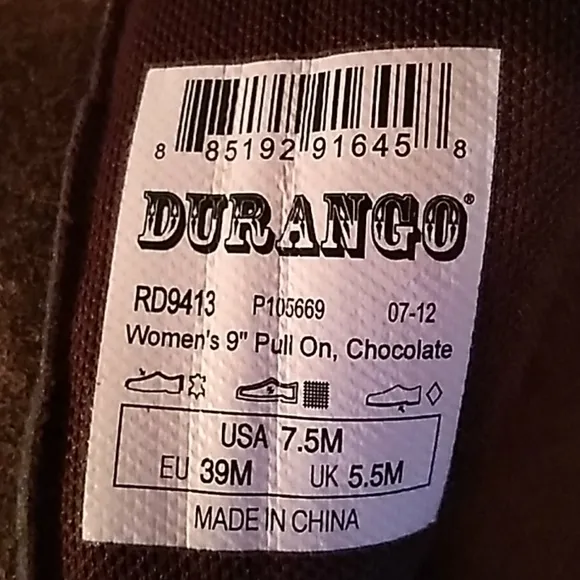 8 85192 91645 8
DURANGO®
RD9413 P105669 07-12
Women's 9" Pull On, Chocolate
USA 7.5M
EU 39M UK 5.5M
MADE IN CHINA